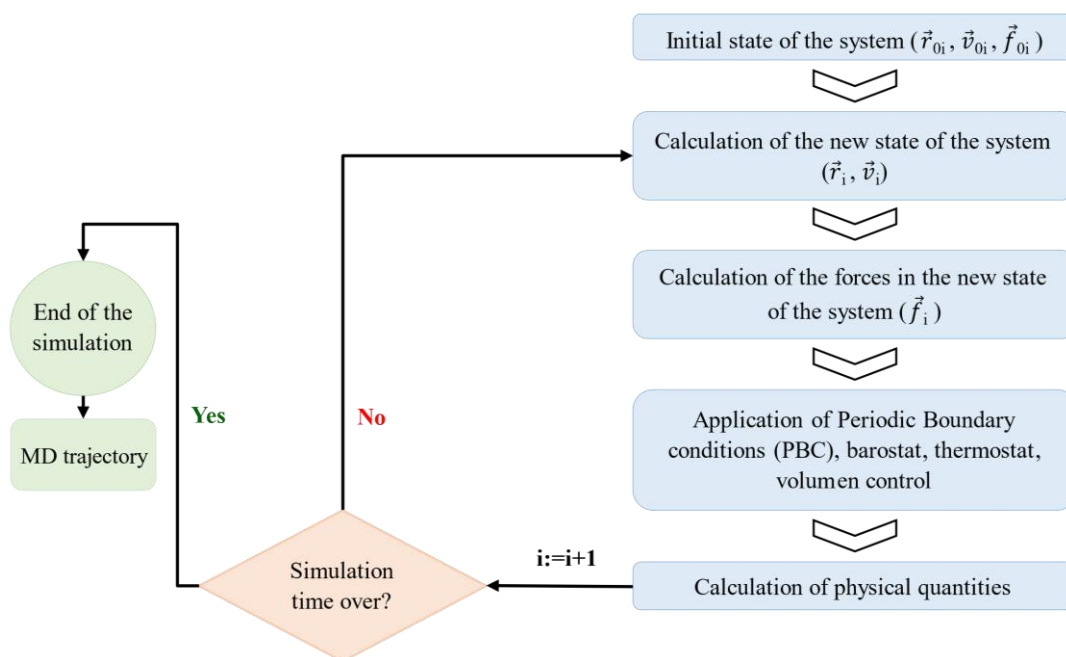 Initial state of the system (r⃗₀ᵢ, v⃗₀ᵢ, f⃗₀ᵢ)
Calculation of the new state of the system
(r⃗ᵢ, v⃗ᵢ)
Calculation of the forces in the new state
of the system (f⃗ᵢ)
Application of Periodic Boundary
conditions (PBC), barostat, thermostat,
volumen control
Calculation of physical quantities
i:=i+1
Simulation
time over?
No
Yes
End of the
simulation
MD trajectory